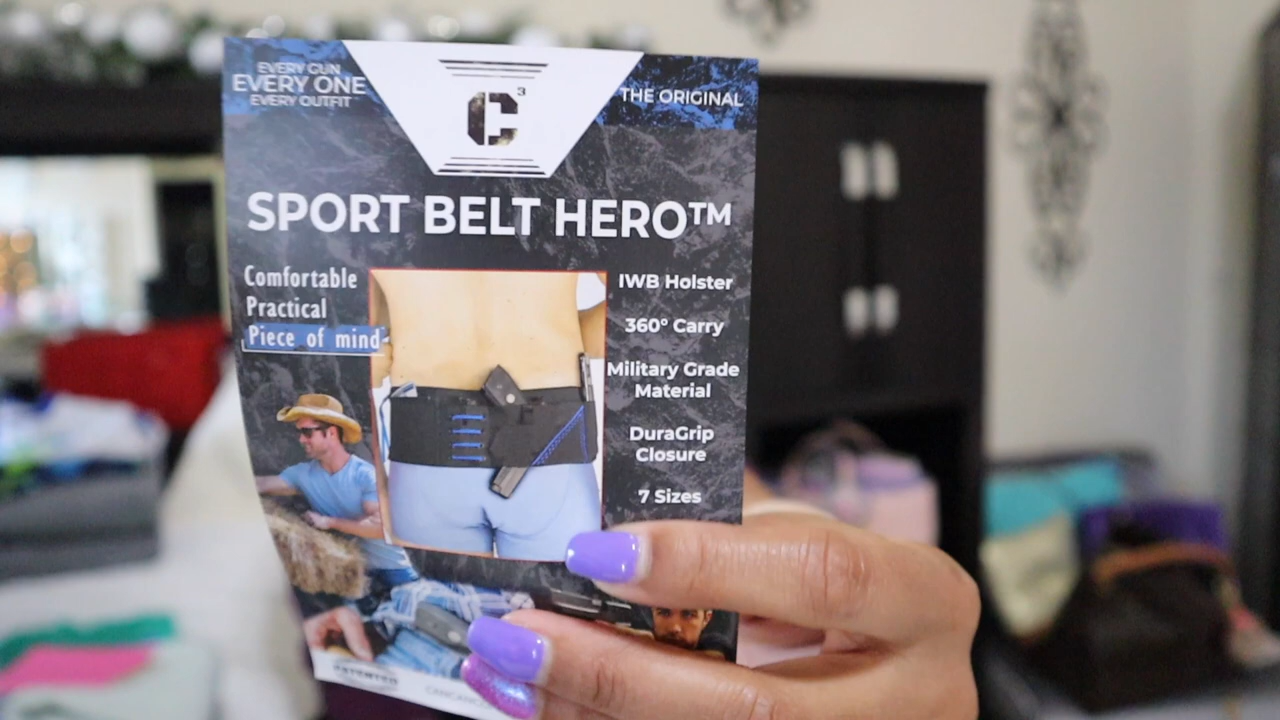 EVERY GUN
EVERY ONE
EVERY OUTFIT
C³
THE ORIGINAL
SPORT BELT HERO™
Comfortable
Practical
Piece of mind
IWB Holster
360° Carry
Military Grade
Material
DuraGrip
Closure
7 Sizes
PATENTED